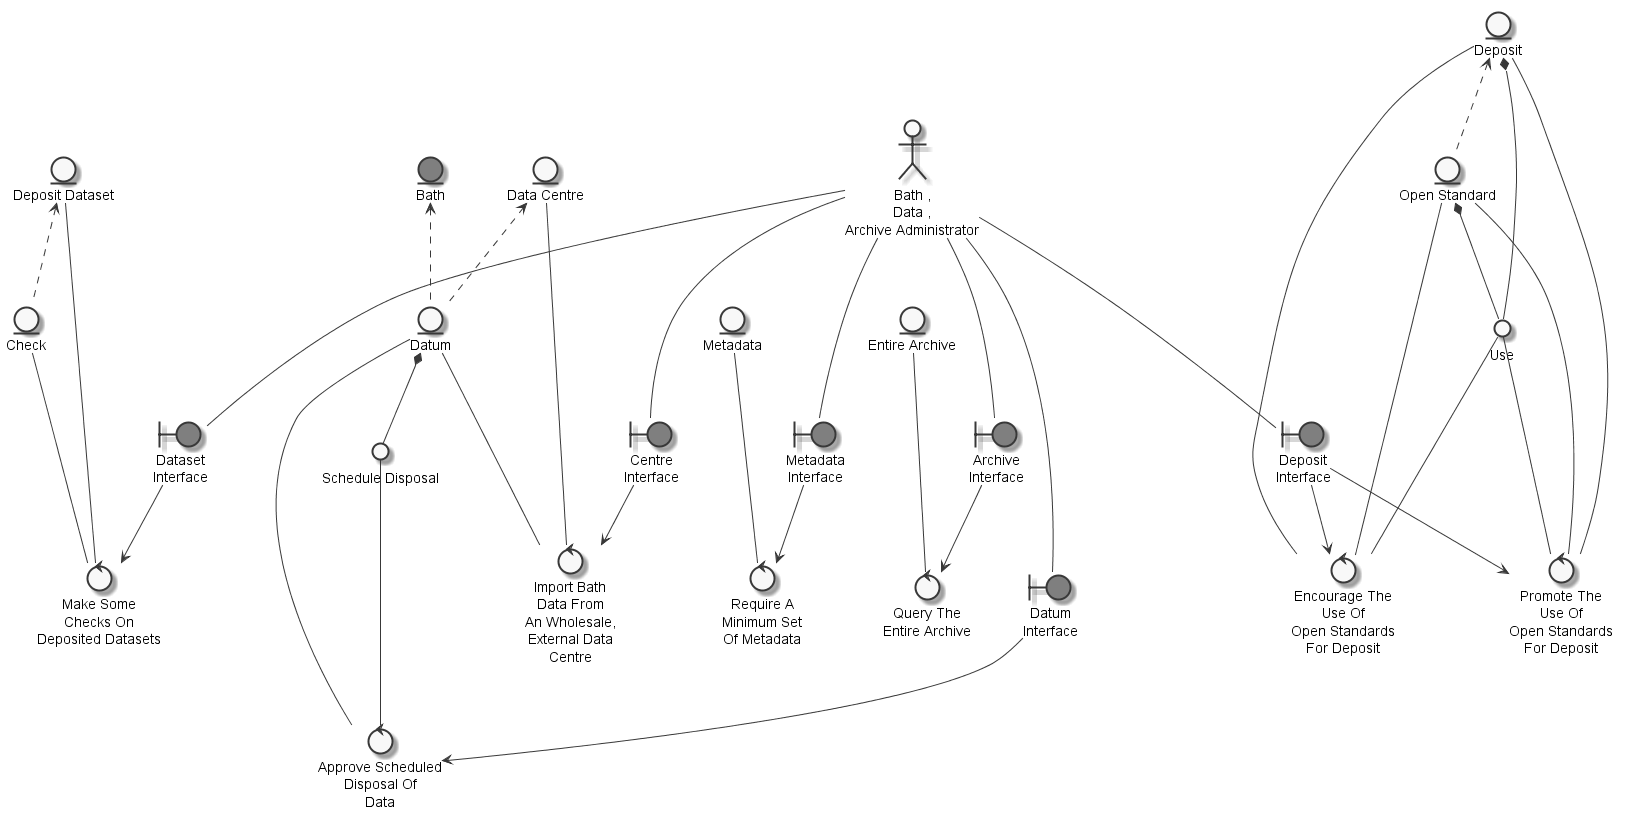 Deposit
Deposit Dataset
Bath
Data Centre
Bath ,
Data ,
Archive Administrator
Open Standard
Check
Datum
Metadata
Entire Archive
Use
Dataset
Interface
Schedule Disposal
Centre
Interface
Metadata
Interface
Archive
Interface
Deposit
Interface
Make Some
Checks On
Deposited Datasets
Import Bath
Data From
An Wholesale,
External Data
Centre
Require A
Minimum Set
Of Metadata
Query The
Entire Archive
Datum
Interface
Encourage The
Use Of
Open Standards
For Deposit
Promote The
Use Of
Open Standards
For Deposit
Approve Scheduled
Disposal Of
Data